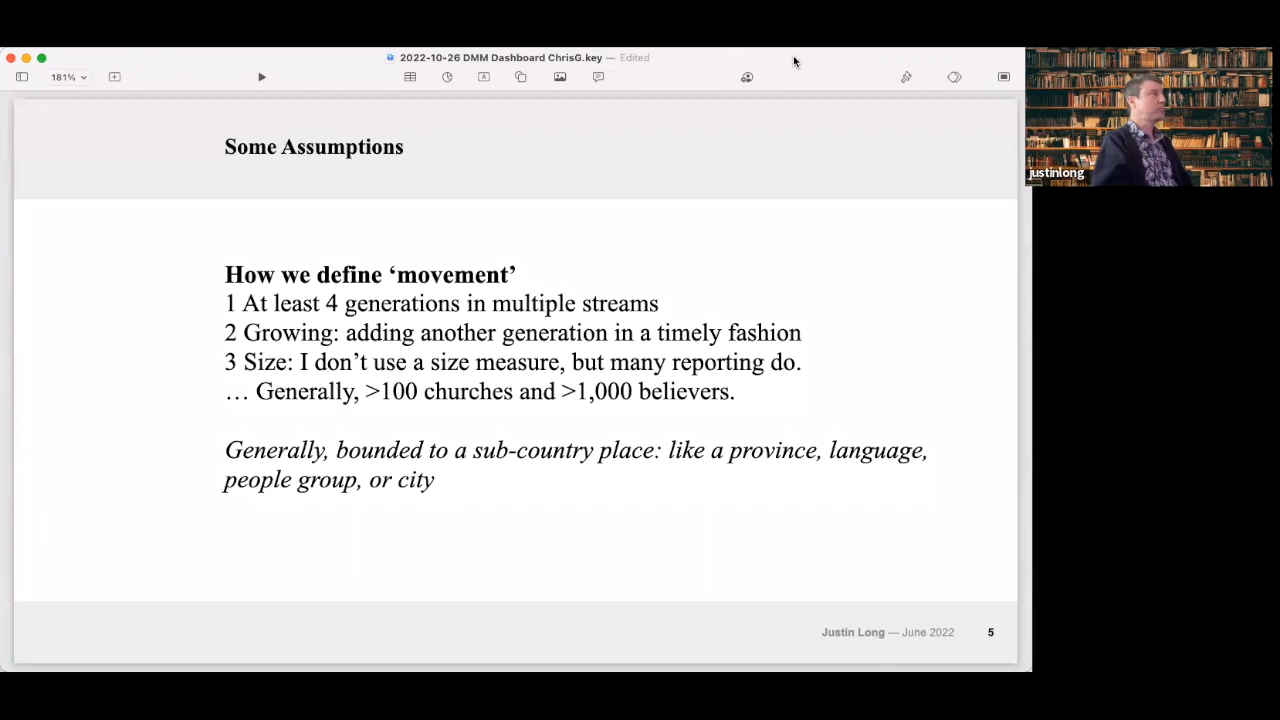 2022-10-26 DMM Dashboard ChrisG.key — Edited
181%
Some Assumptions
justinlong
How we define ‘movement’
1 At least 4 generations in multiple streams
2 Growing: adding another generation in a timely fashion
3 Size: I don’t use a size measure, but many reporting do.
… Generally, >100 churches and >1,000 believers.
Generally, bounded to a sub-country place: like a province, language,
people group, or city
Justin Long — June 2022 5